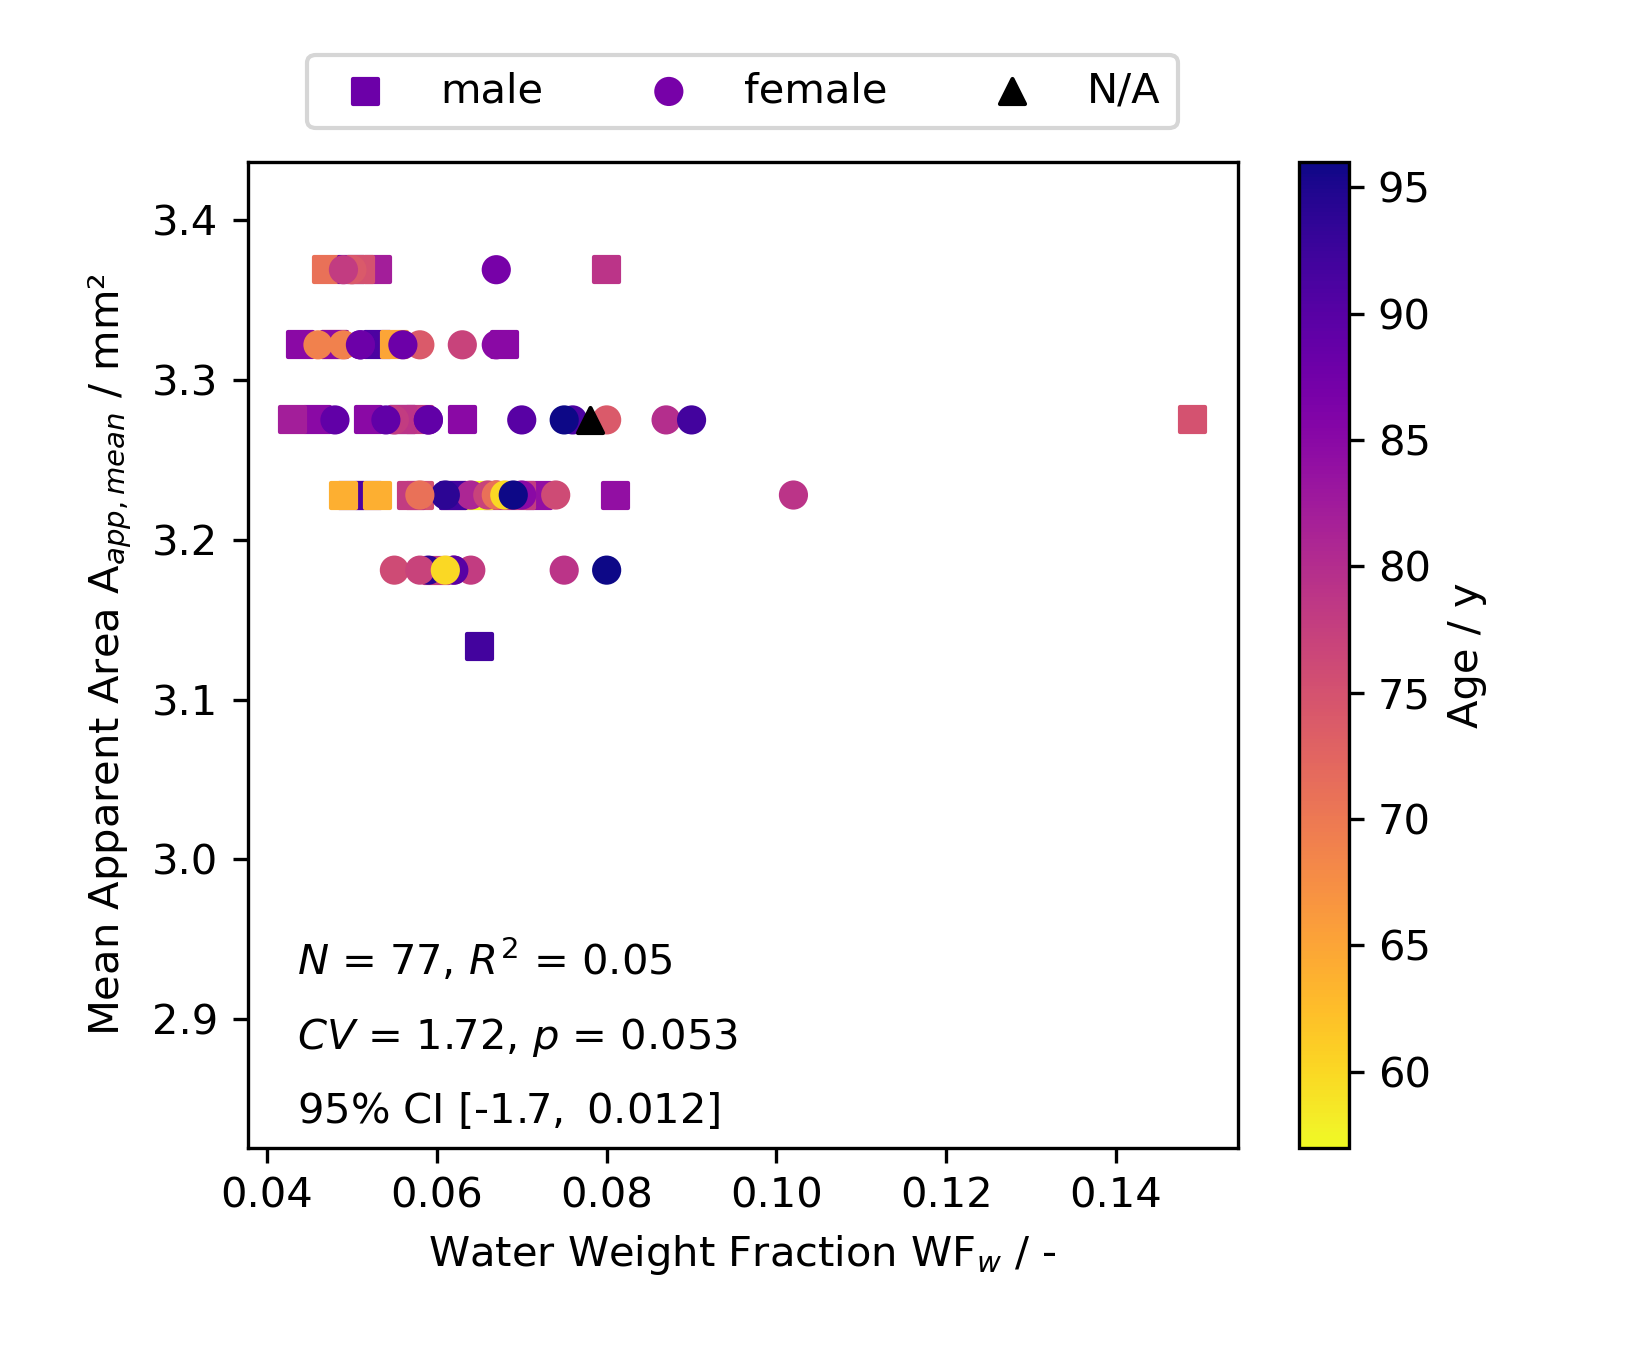 male female N/A
3.4
3.3
3.2
3.1
3.0
2.9
Mean Apparent Area A_{app, mean} / mm²
N = 77, R² = 0.05
CV = 1.72, p = 0.053
95% CI [-1.7, 0.012]
0.04 0.06 0.08 0.10 0.12 0.14
Water Weight Fraction WF_w / -
95
90
85
80
75
70
65
60
Age / y